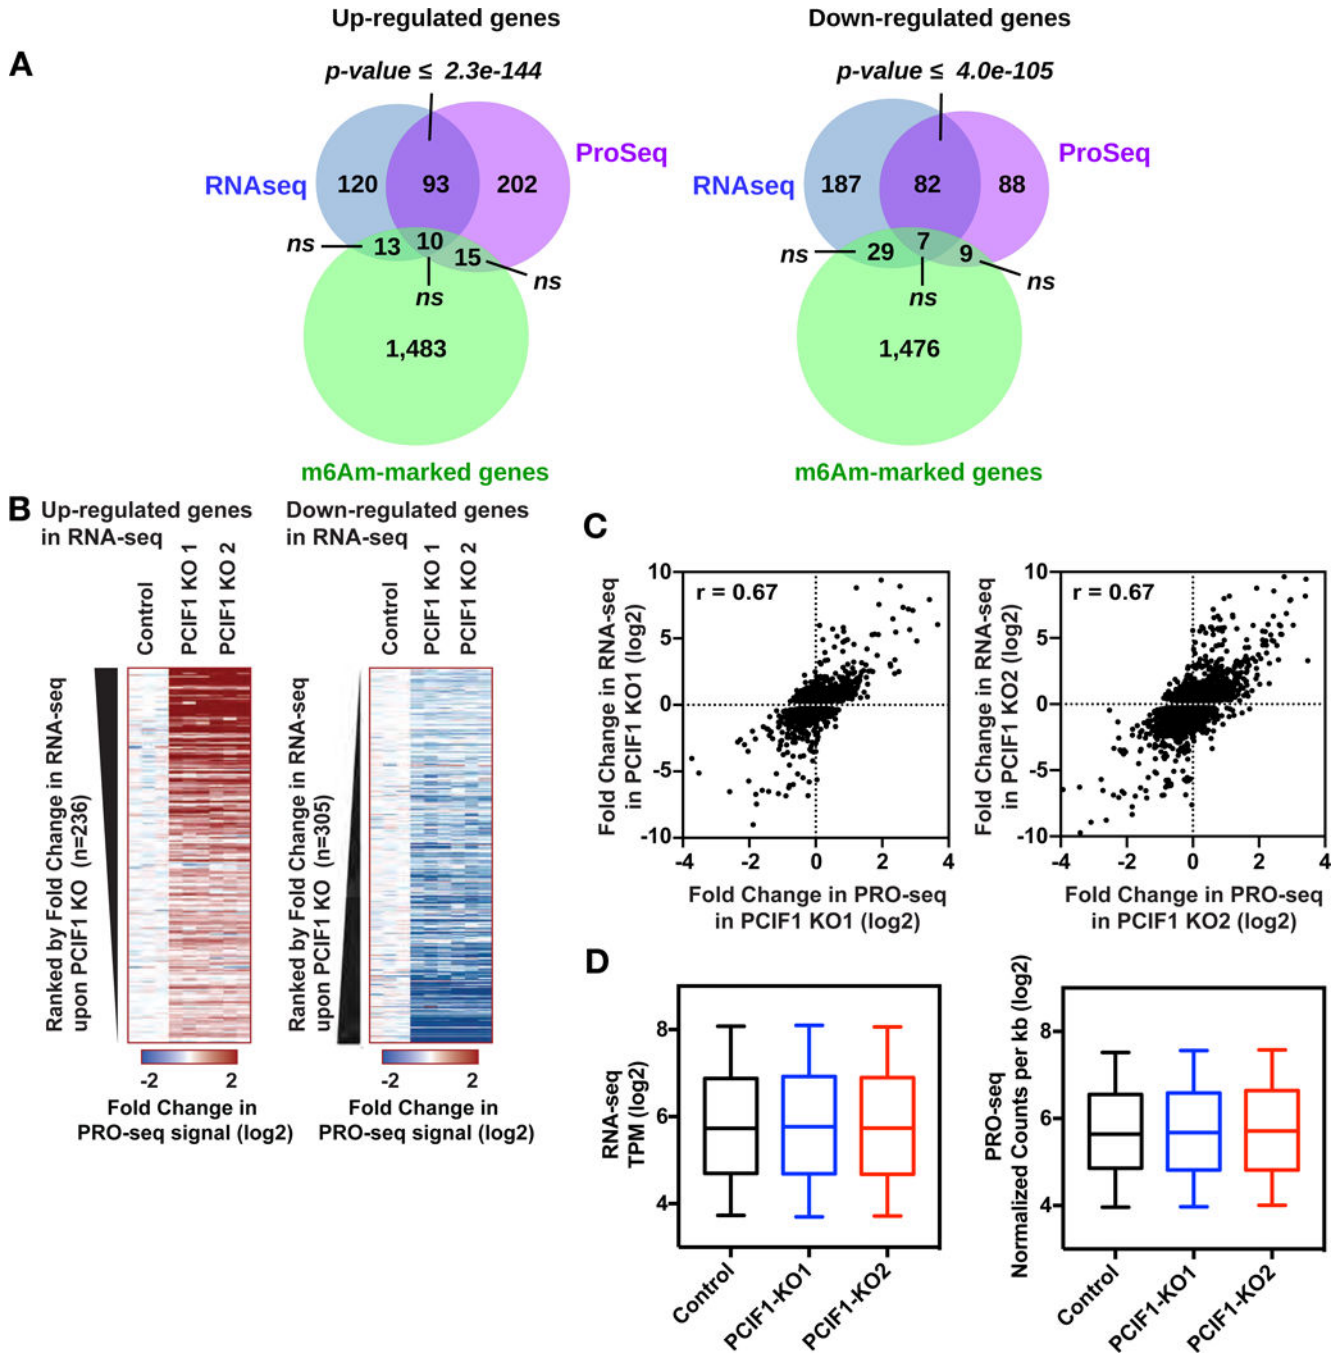 Up-regulated genes
Down-regulated genes
A
p-value ≤ 2.3e-144
p-value ≤ 4.0e-105
ProSeq
ProSeq
RNAseq
120
93
202
RNAseq
187
82
88
ns
13
10
15
ns
ns
ns
29
7
9
ns
ns
1,483
1,476
m6Am-marked genes
m6Am-marked genes
B
Up-regulated genes
in RNA-seq
Control
PCIF1 KO 1
PCIF1 KO 2
Ranked by Fold Change in RNA-seq
upon PCIF1 KO (n=236)
-2
2
Fold Change in
PRO-seq signal (log2)
Down-regulated genes
in RNA-seq
Control
PCIF1 KO 1
PCIF1 KO 2
Ranked by Fold Change in RNA-seq
upon PCIF1 KO (n=305)
-2
2
Fold Change in
PRO-seq signal (log2)
C
Fold Change in RNA-seq
in PCIF1 KO1 (log2)
10
5
0
-5
-10
r = 0.67
-4
-2
0
2
4
Fold Change in PRO-seq
in PCIF1 KO1 (log2)
Fold Change in RNA-seq
in PCIF1 KO2 (log2)
10
5
0
-5
-10
r = 0.67
-4
-2
0
2
4
Fold Change in PRO-seq
in PCIF1 KO2 (log2)
D
RNA-seq
TPM (log2)
8
6
4
Control
PCIF1-KO1
PCIF1-KO2
PRO-seq
Normalized Counts per kb (log2)
8
6
4
Control
PCIF1-KO1
PCIF1-KO2